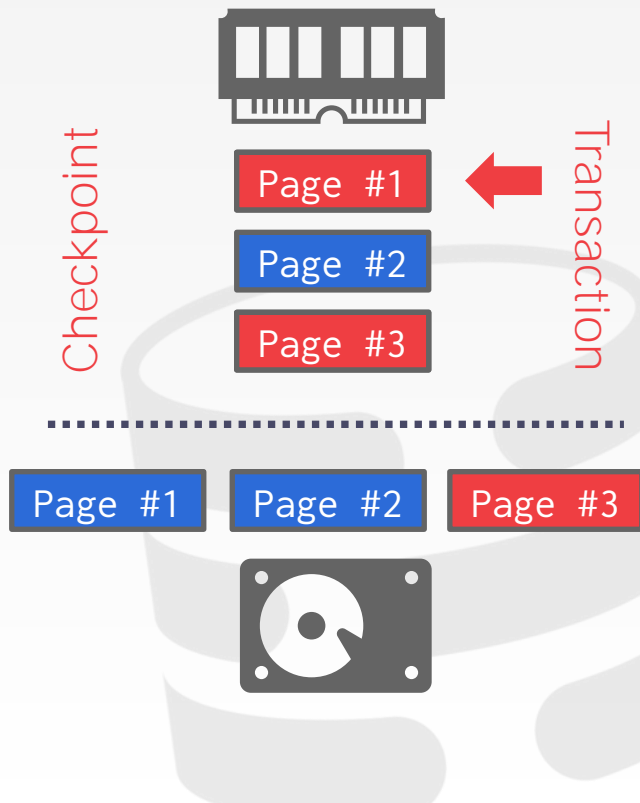 Checkpoint
Transaction
Page #1
Page #2
Page #3
Page #1 Page #2 Page #3